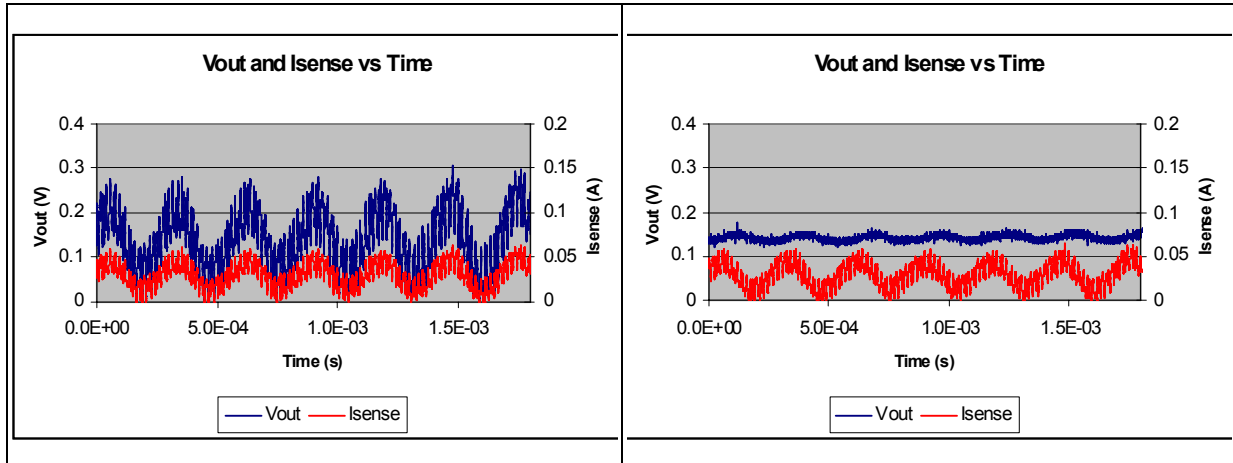 Vout and Isense vs Time
0.4 0.2
0.3 0.15
0.2 0.1
0.1 0.05
0 0
Vout (V)
Isense (A)
0.0E+00 5.0E-04 1.0E-03 1.5E-03
Time (s)
Vout Isense
Vout and Isense vs Time
0.4 0.2
0.3 0.15
0.2 0.1
0.1 0.05
0 0
Vout (V)
Isense (A)
0.0E+00 5.0E-04 1.0E-03 1.5E-03
Time (s)
Vout Isense